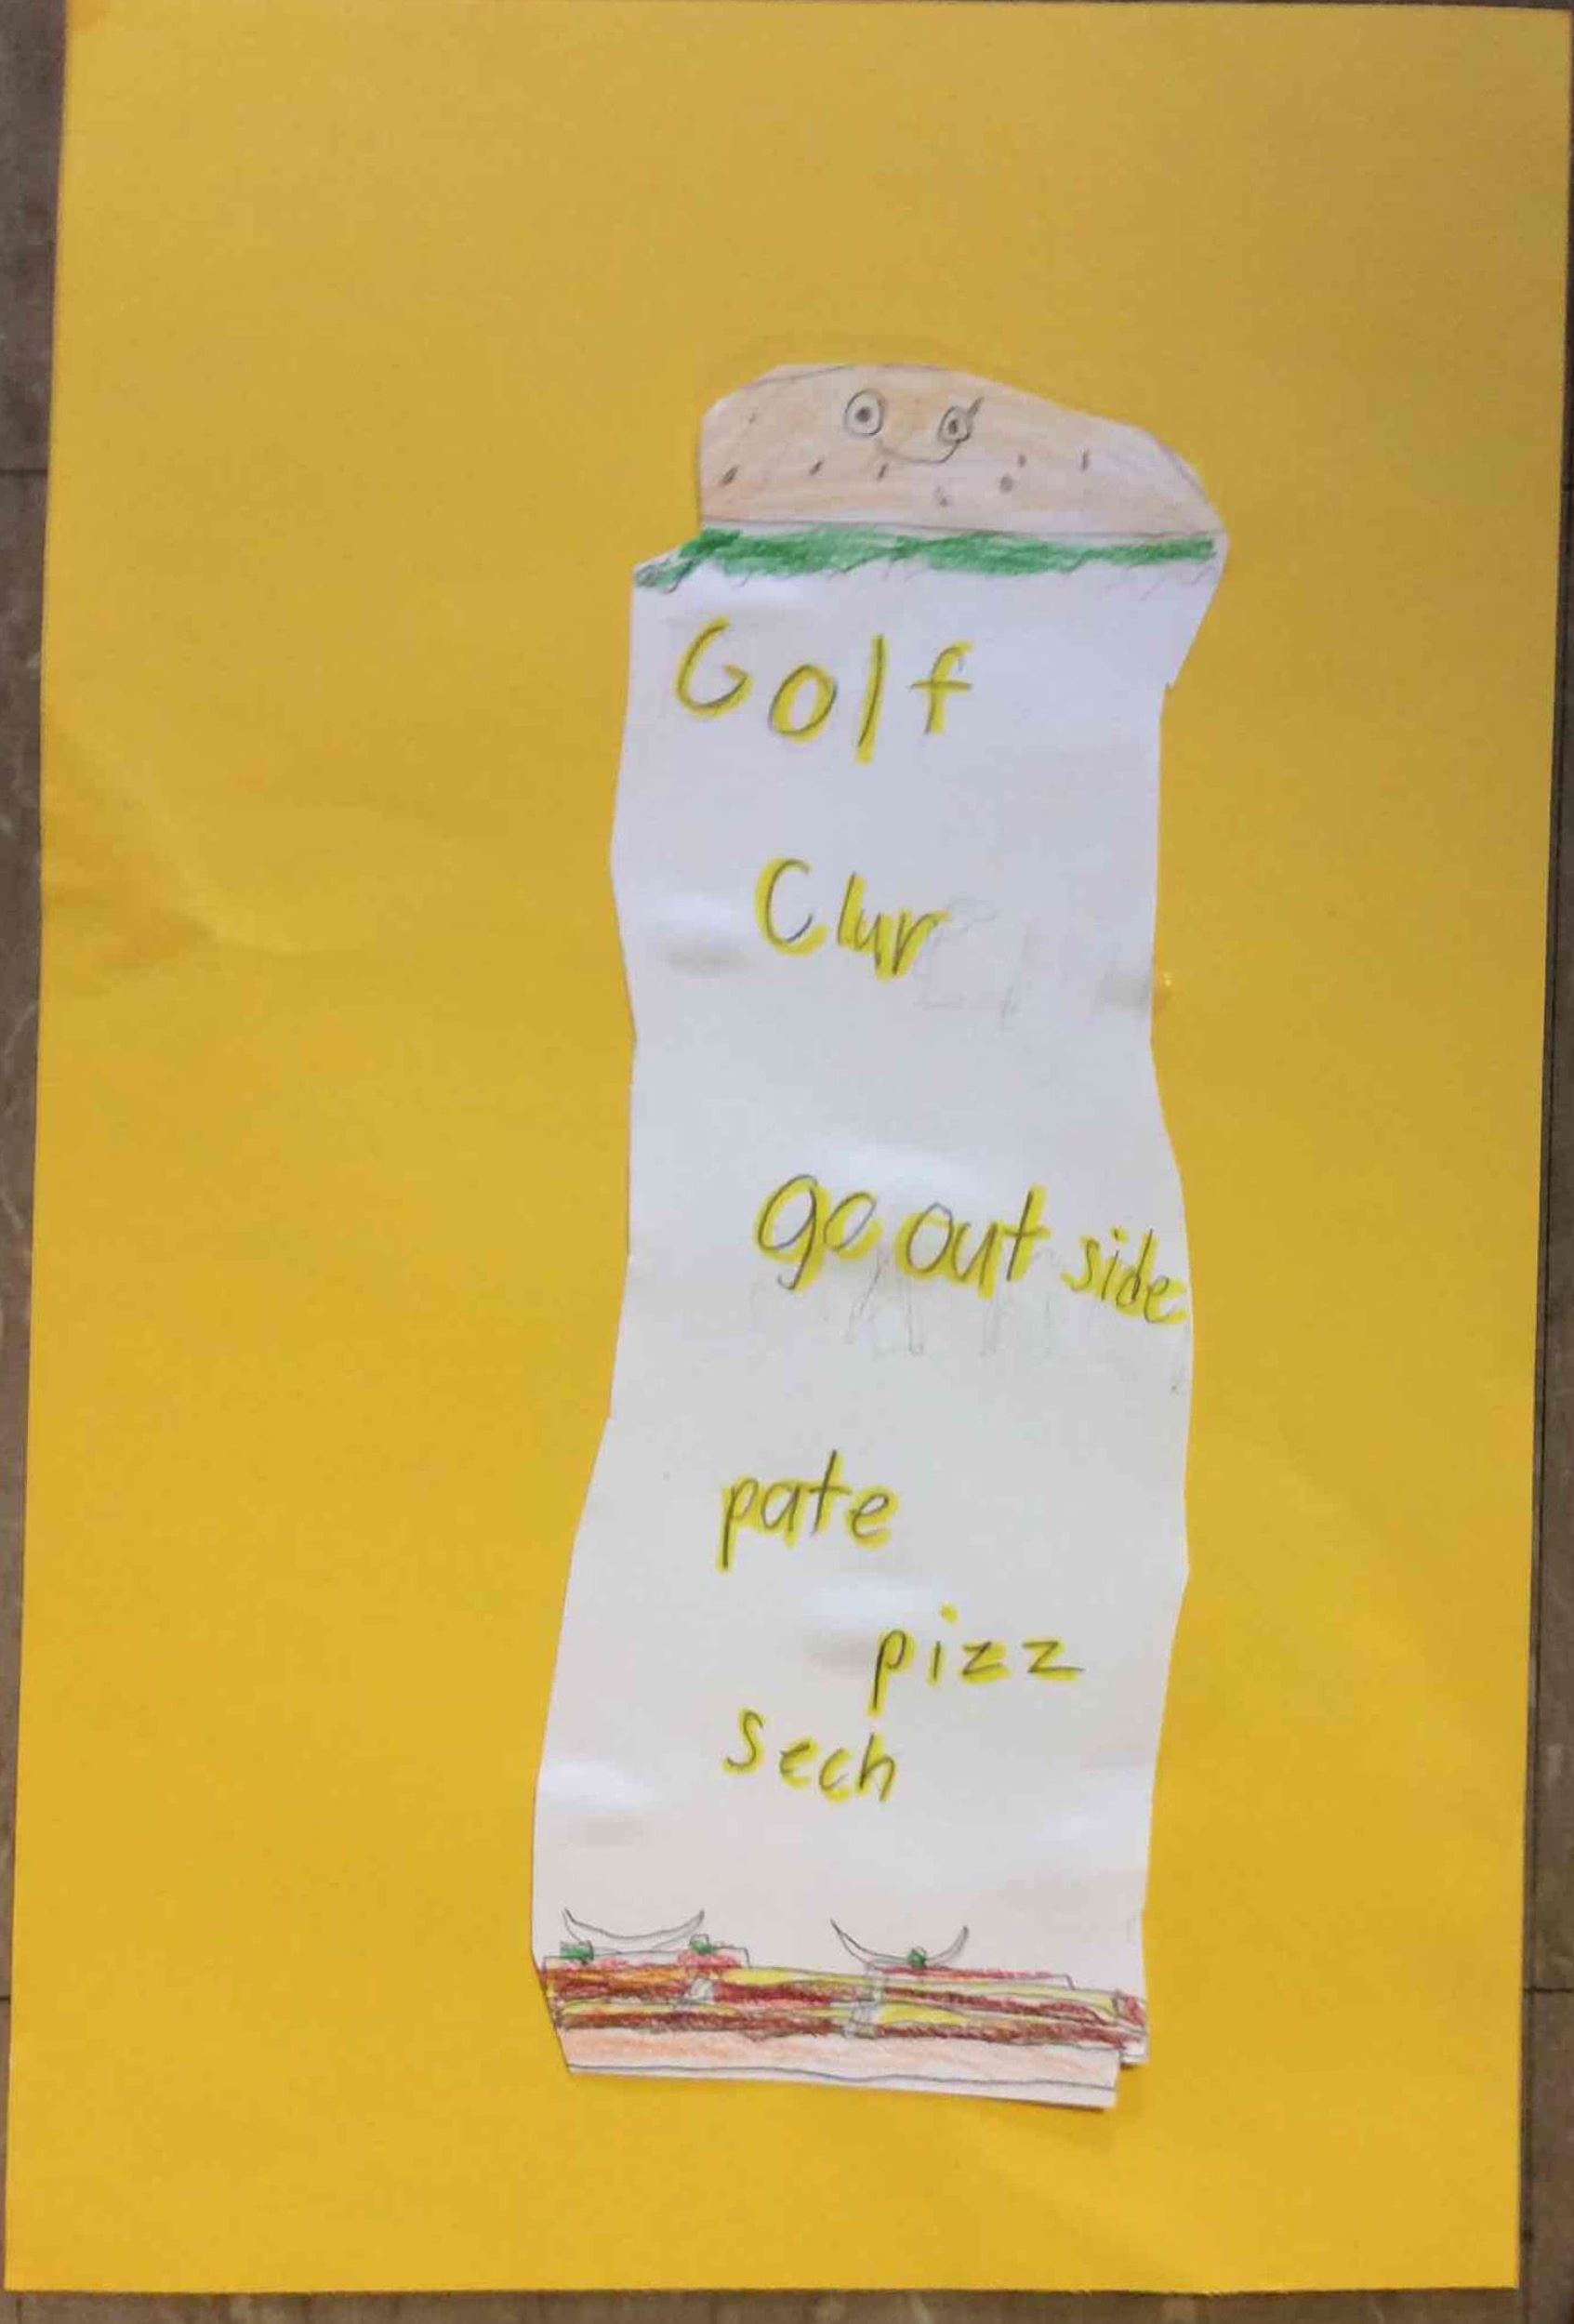 Golf
Clur
go out side
pate
pizz
Sech